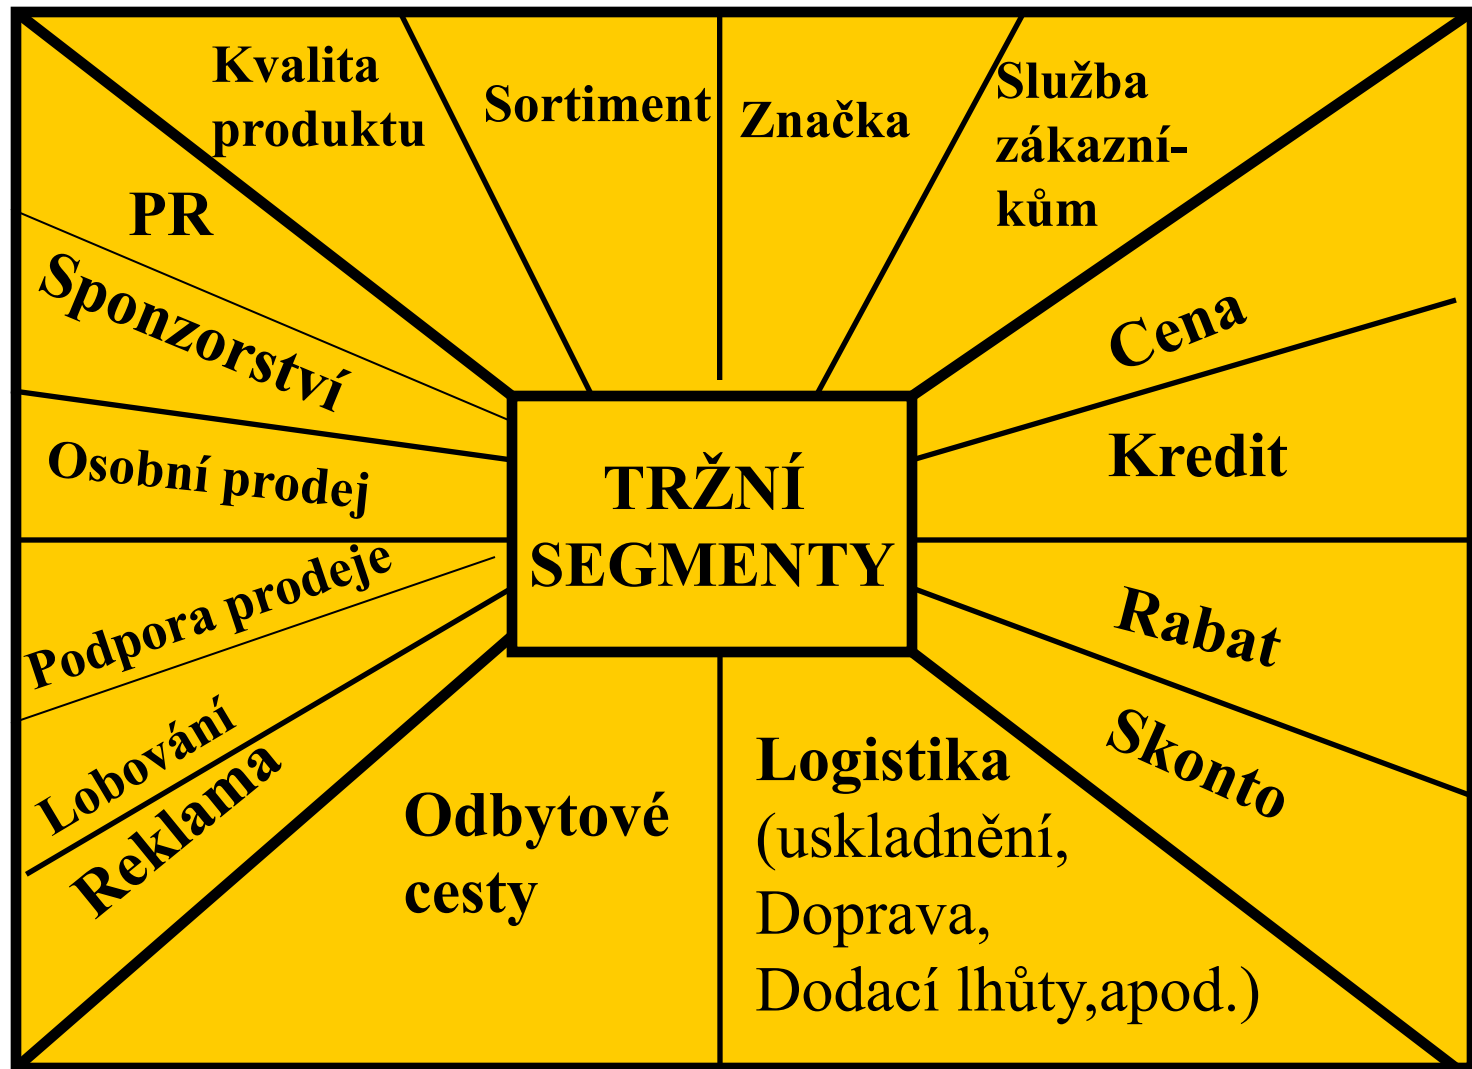 Kvalita
produktu
Sortiment
Značka
Služba
zákazní-
kům
PR
Sponzorství
Osobní prodej
Podpora prodeje
Lobování
Reklama
TRŽNÍ
SEGMENTY
Cena
Kredit
Rabat
Skonto
Odbytové
cesty
Logistika
(uskladnění,
Doprava,
Dodací lhůty,apod.)